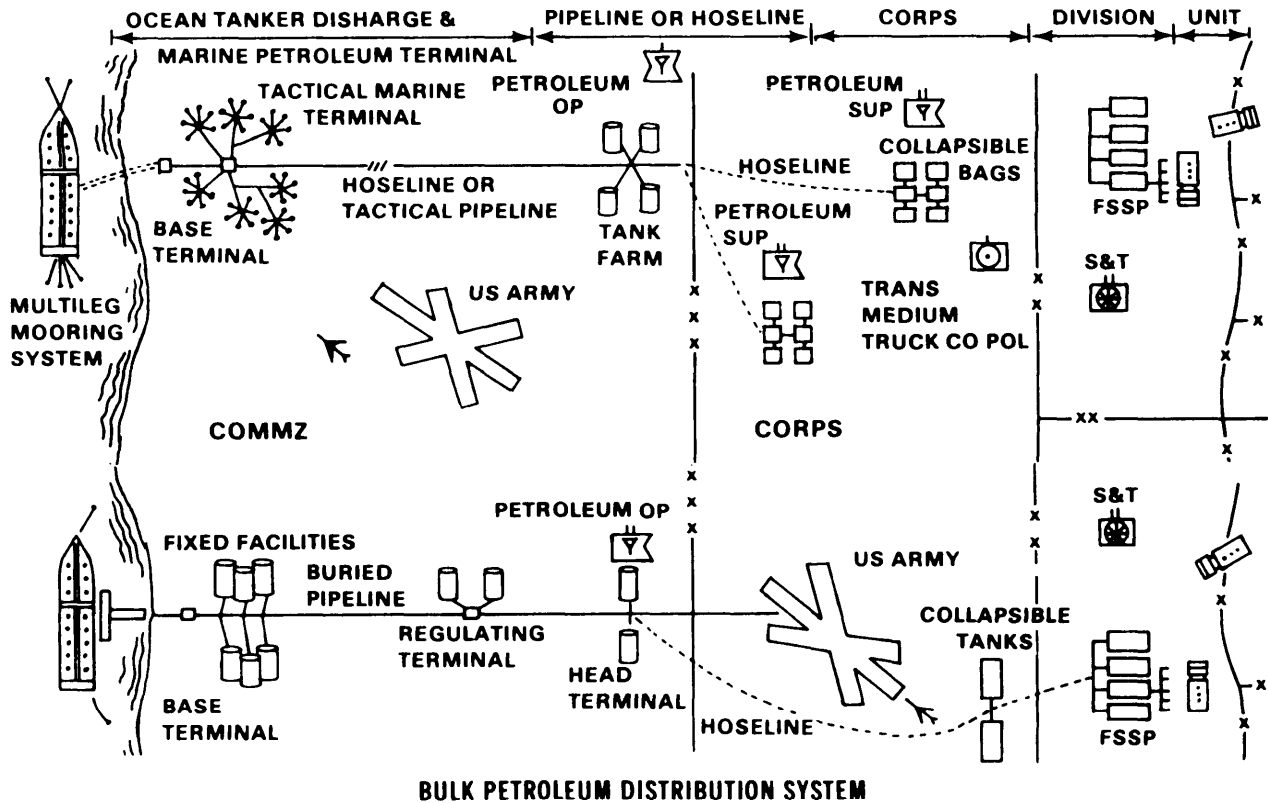 OCEAN TANKER DISHARGE &
MARINE PETROLEUM TERMINAL
PIPELINE OR HOSELINE
CORPS
DIVISION
UNIT
TACTICAL MARINE
TERMINAL
PETROLEUM
OP
PETROLEUM
SUP
COLLAPSIBLE
BAGS
HOSELINE
HOSELINE OR
TACTICAL PIPELINE
BASE
TERMINAL
TANK
FARM
PETROLEUM
SUP
FSSP
MULTILEG
MOORING
SYSTEM
US ARMY
TRANS
MEDIUM
TRUCK CO POL
S&T
x
x
x
x
x
x
x
x
x
x
x
COMMZ
CORPS
xx
x
x
x
x
x
x
PETROLEUM OP
S&T
FIXED FACILITIES
BURIED
PIPELINE
US ARMY
REGULATING
TERMINAL
COLLAPSIBLE
TANKS
x
x
x
HEAD
TERMINAL
BASE
TERMINAL
HOSELINE
FSSP
BULK PETROLEUM DISTRIBUTION SYSTEM